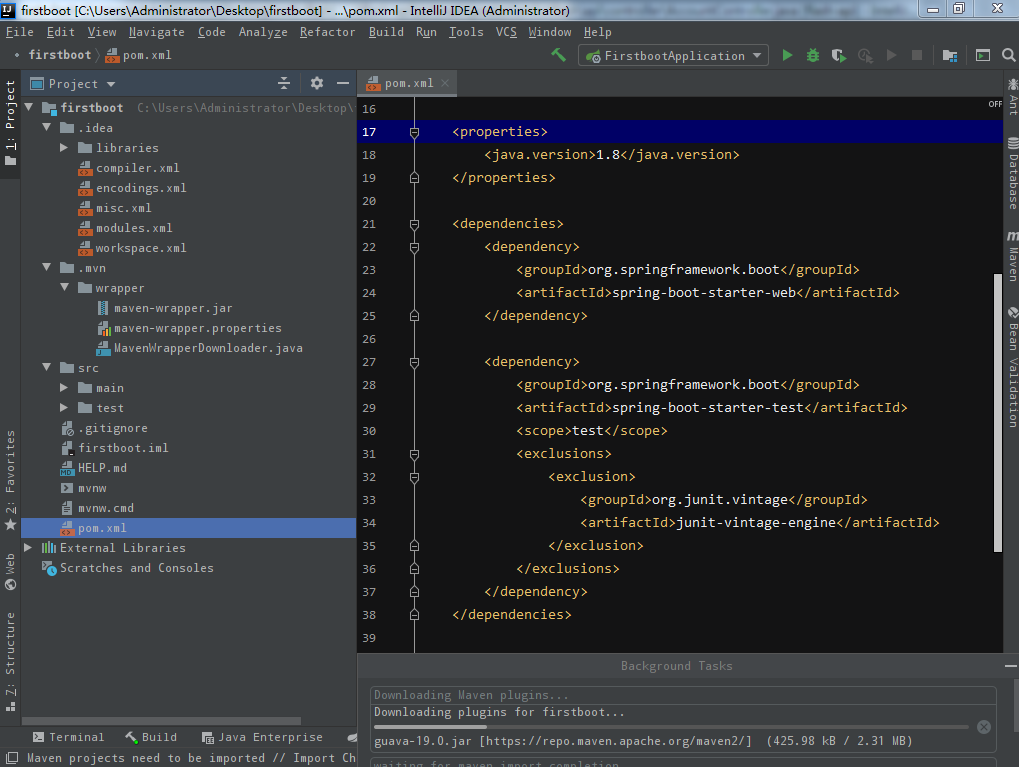 firstboot [C:\Users\Administrator\Desktop\firstboot] - ...\pom.xml - IntelliJ IDEA (Administrator)
File Edit View Navigate Code Analyze Refactor Build Run Tools VCS Window Help
firstboot pom.xml FirstbootApplication
1: Project
2: Favorites
Web
7: Structure
Project
firstboot C:\Users\Administrator\Desktop\
.idea
libraries
compiler.xml
encodings.xml
misc.xml
modules.xml
workspace.xml
.mvn
wrapper
maven-wrapper.jar
maven-wrapper.properties
MavenWrapperDownloader.java
src
main
test
.gitignore
firstboot.iml
HELP.md
mvnw
mvnw.cmd
pom.xml
External Libraries
Scratches and Consoles
pom.xml
OFF
16
17 <properties>
18 <java.version>1.8</java.version>
19 </properties>
20
21 <dependencies>
22 <dependency>
23 <groupId>org.springframework.boot</groupId>
24 <artifactId>spring-boot-starter-web</artifactId>
25 </dependency>
26
27 <dependency>
28 <groupId>org.springframework.boot</groupId>
29 <artifactId>spring-boot-starter-test</artifactId>
30 <scope>test</scope>
31 <exclusions>
32 <exclusion>
33 <groupId>org.junit.vintage</groupId>
34 <artifactId>junit-vintage-engine</artifactId>
35 </exclusion>
36 </exclusions>
37 </dependency>
38 </dependencies>
39
Ant
Database
Maven
Bean Validation
Background Tasks
Downloading Maven plugins...
Downloading plugins for firstboot...
guava-19.0.jar [https://repo.maven.apache.org/maven2/] (425.98 kB / 2.31 MB)
waiting for maven import completion
Terminal Build Java Enterprise
Maven projects need to be imported // Import Ch